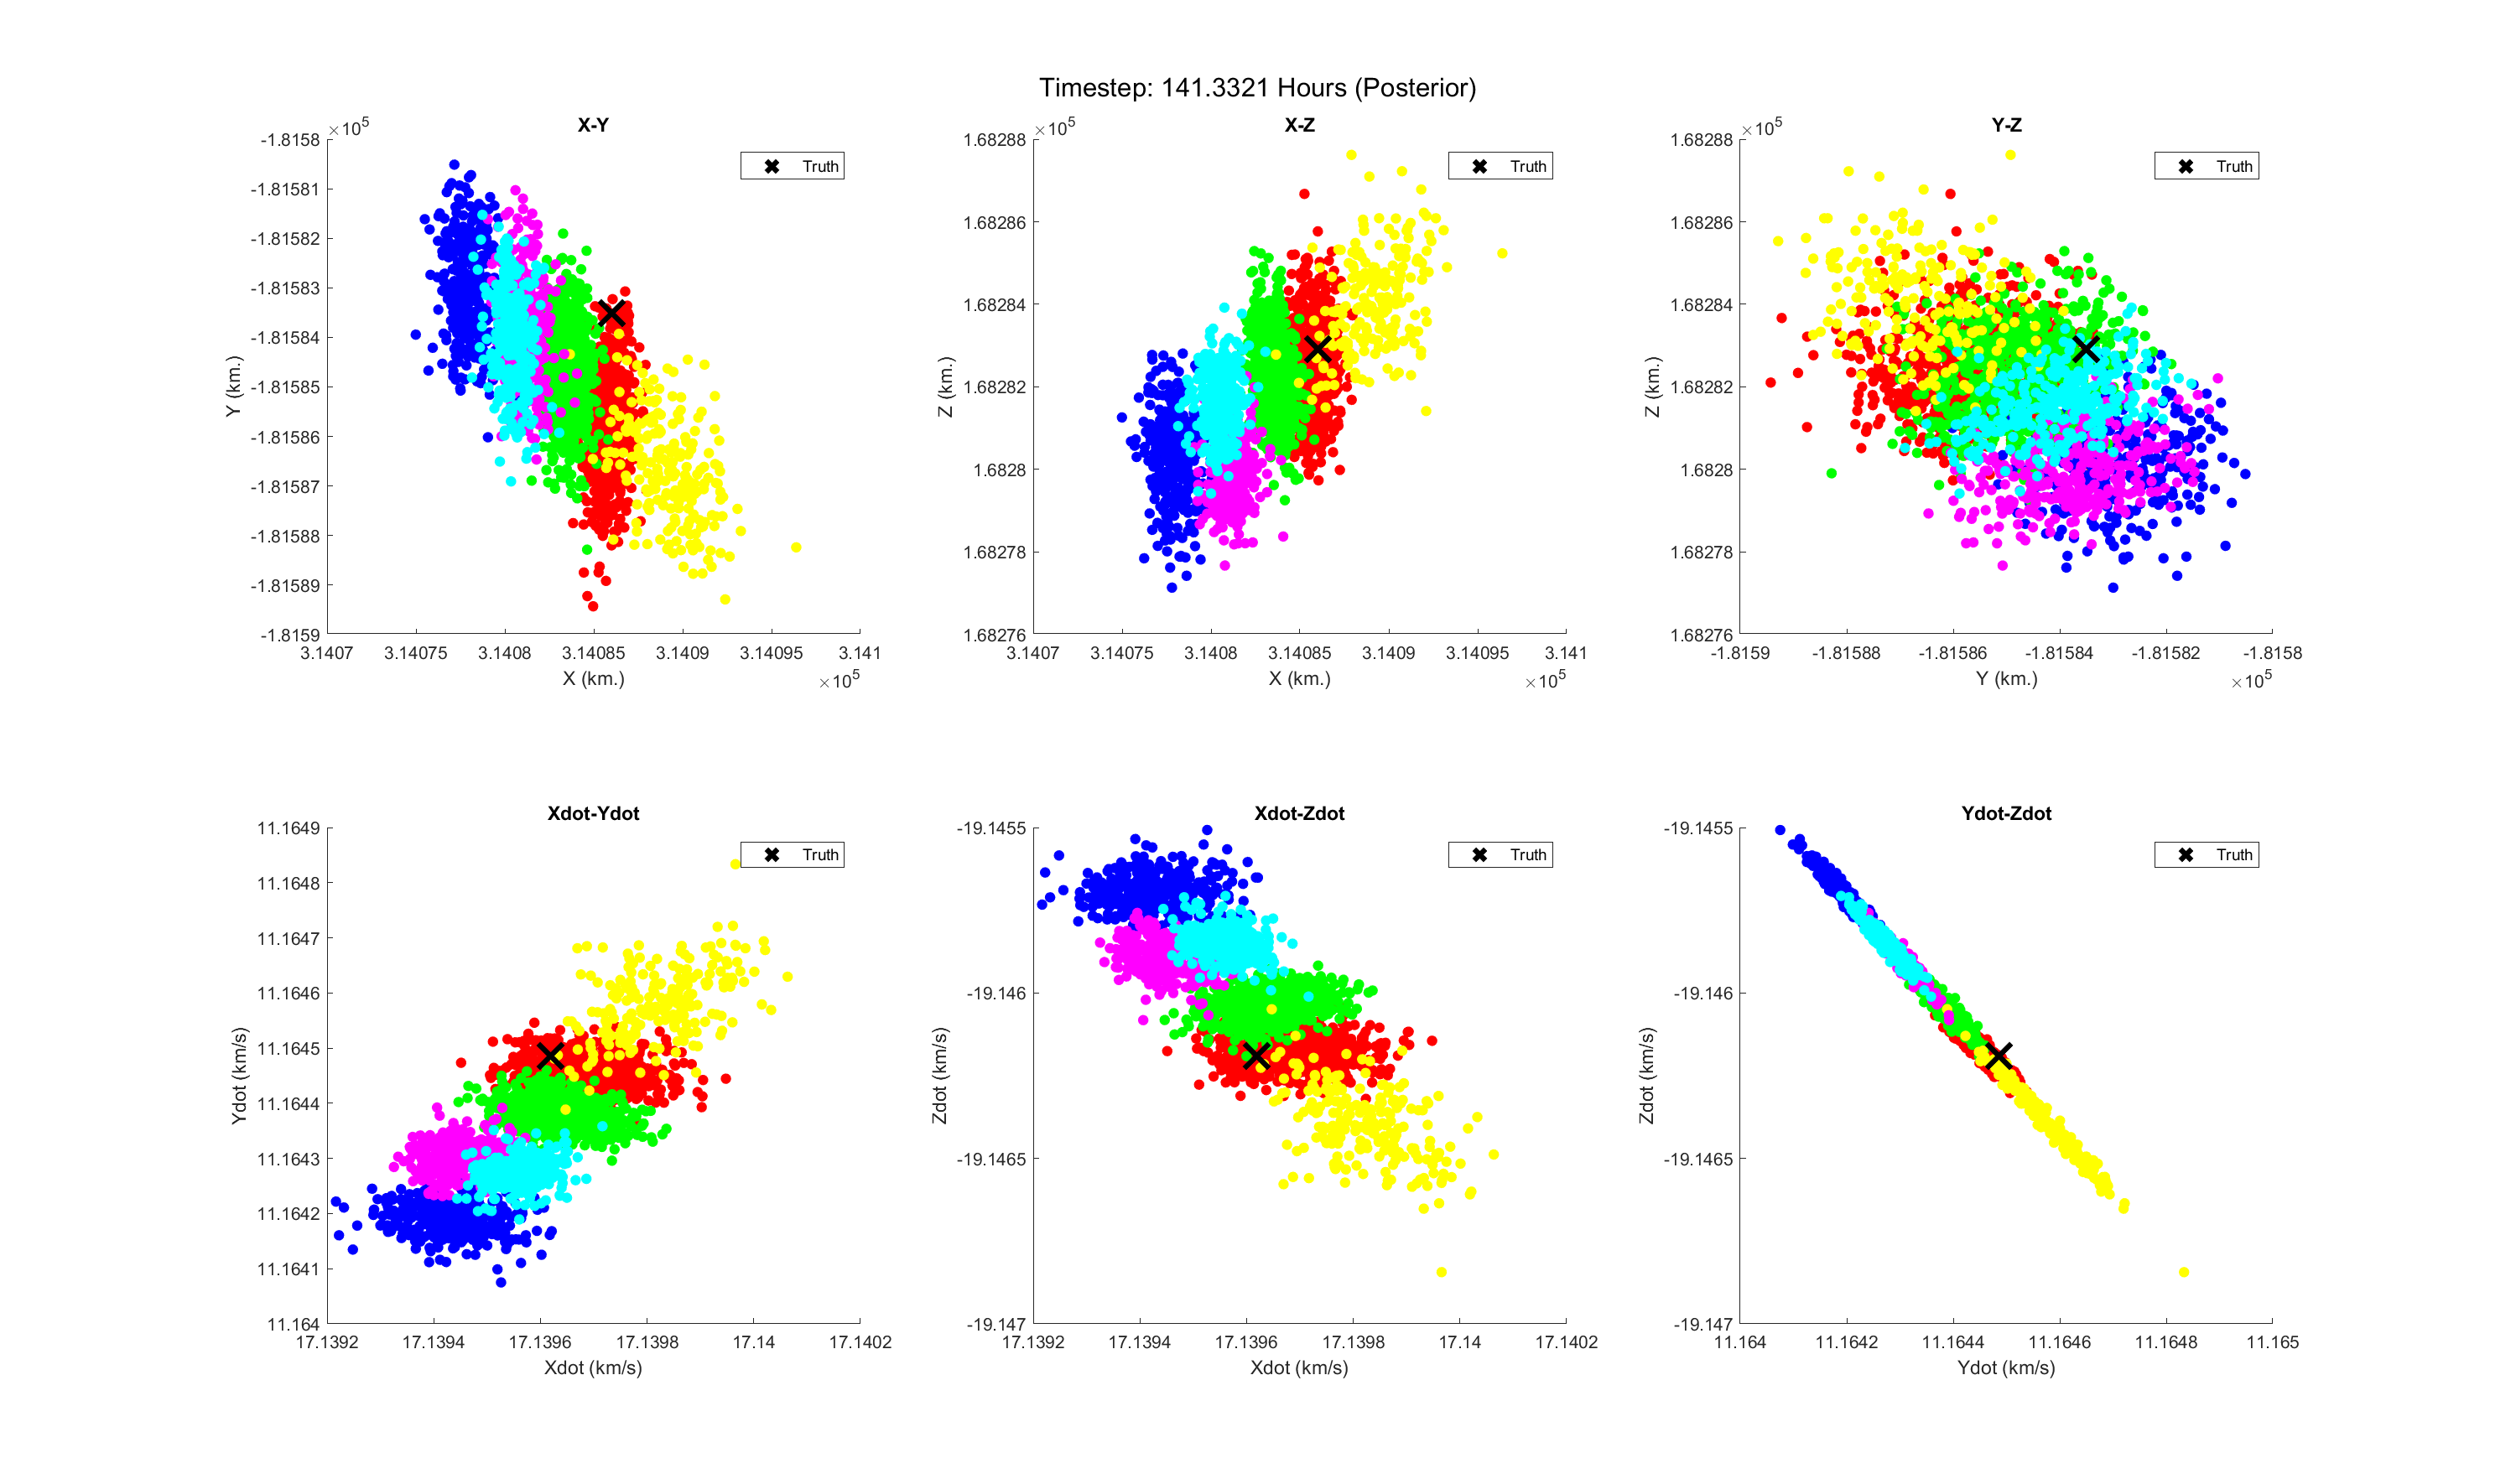 Timestep: 141.3321 Hours (Posterior)
X-Y
×10^5
-1.8158
-1.81581
-1.81582
-1.81583
-1.81584
-1.81585
-1.81586
-1.81587
-1.81588
-1.81589
-1.8159
Y (km.)
Truth
3.1407 3.14075 3.1408 3.14085 3.1409 3.14095 3.141
X (km.)
×10^5
X-Z
×10^5
1.68288
1.68286
1.68284
1.68282
1.6828
1.68278
1.68276
Z (km.)
Truth
3.1407 3.14075 3.1408 3.14085 3.1409 3.14095 3.141
X (km.)
×10^5
Y-Z
×10^5
1.68288
1.68286
1.68284
1.68282
1.6828
1.68278
1.68276
Z (km.)
Truth
-1.8159 -1.81588 -1.81586 -1.81584 -1.81582 -1.8158
Y (km.)
×10^5
Xdot-Ydot
11.1649
11.1648
11.1647
11.1646
11.1645
11.1644
11.1643
11.1642
11.1641
11.164
Ydot (km/s)
Truth
17.1392 17.1394 17.1396 17.1398 17.14 17.1402
Xdot (km/s)
Xdot-Zdot
-19.1455
-19.146
-19.1465
-19.147
Zdot (km/s)
Truth
17.1392 17.1394 17.1396 17.1398 17.14 17.1402
Xdot (km/s)
Ydot-Zdot
-19.1455
-19.146
-19.1465
-19.147
Zdot (km/s)
Truth
11.164 11.1642 11.1644 11.1646 11.1648 11.165
Ydot (km/s)